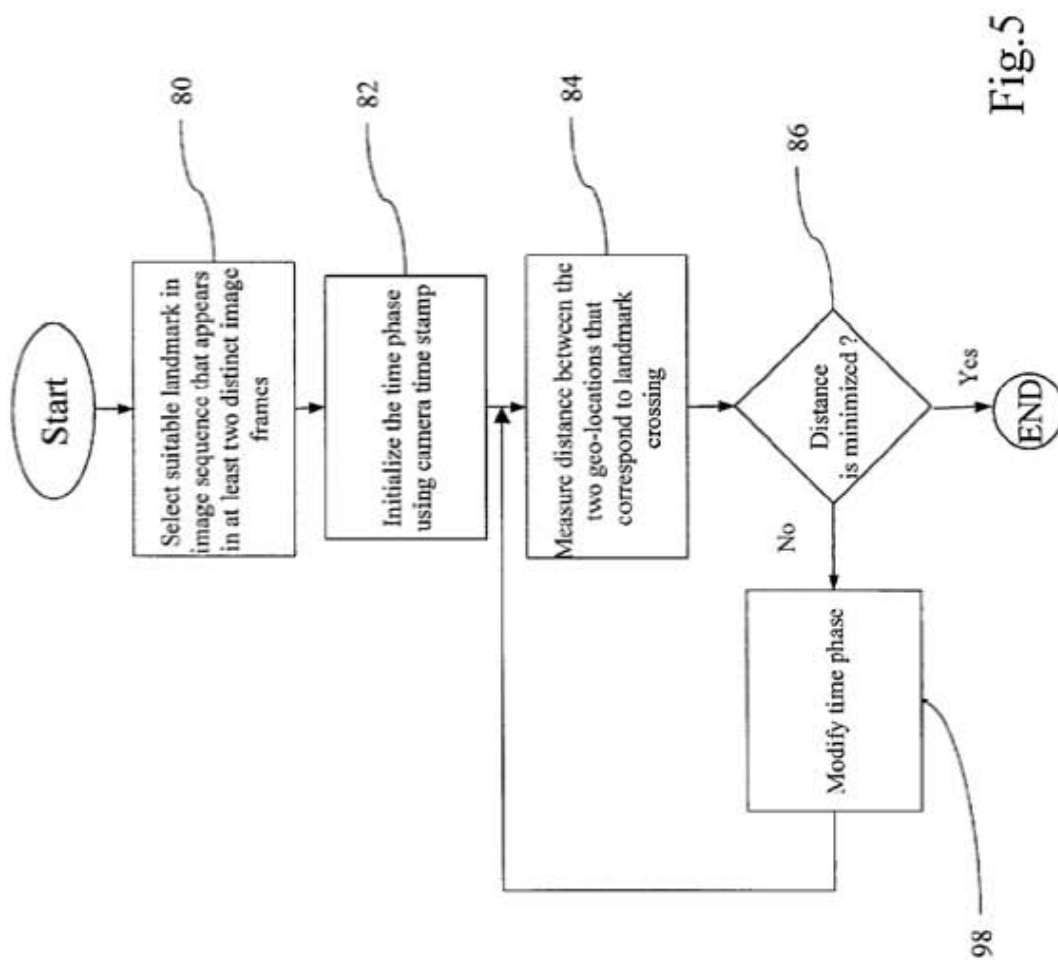 Start
Select suitable landmark in
image sequence that appears
in at least two distinct image
frames
80
Initialize the time phase
using camera time stamp
82
Measure distance between the
two geo-locations that
correspond to landmark
crossing
84
Distance
is minimized ?
86
No
Yes
Modify time phase
98
END
Fig.5